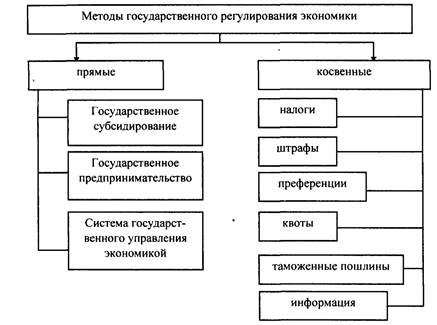 Методы государственного регулирования экономики
прямые
косвенные
Государственное
субсидирование
Государственное
предпринимательство
Система государст-
венного управления
экономикой
налоги
штрафы
преференции
квоты
таможенные пошлины
информация